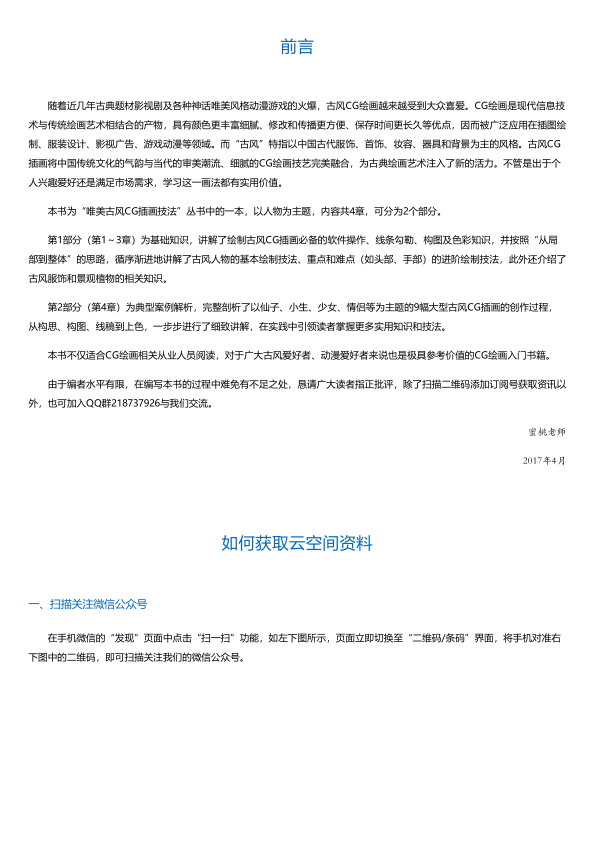 前言
随着近几年古典题材影视剧及各种神话唯美风格动漫游戏的火爆，古风CG绘画越来越受到大众喜爱。CG绘画是现代信息技
术与传统绘画艺术相结合的产物，具有颜色更丰富细腻、修改和传播更方便、保存时间更长久等优点，因而被广泛应用在插图绘
制、服装设计、影视广告、游戏动漫等领域。而“古风”特指以中国古代服饰、首饰、妆容、器具和背景为主的风格。古风CG
插画将中国传统文化的气韵与当代的审美潮流、细腻的CG绘画技艺完美融合，为古典绘画艺术注入了新的活力。不管是出于个
人兴趣爱好还是满足市场需求，学习这一画法都有实用价值。
本书为“唯美古风CG插画技法”丛书中的一本，以人物为主题，内容共4章，可分为2个部分。
第1部分（第1～3章）为基础知识，讲解了绘制古风CG插画必备的软件操作、线条勾勒、构图及色彩知识，并按照“从局
部到整体”的思路，循序渐进地讲解了古风人物的基本绘制技法、重点和难点（如头部、手部）的进阶绘制技法，此外还介绍了
古风服饰和景观植物的相关知识。
第2部分（第4章）为典型案例解析，完整剖析了以仙子、小生、少女、情侣等为主题的9幅大型古风CG插画的创作过程，
从构思、构图、线稿到上色，一步步进行了细致讲解，在实践中引领读者掌握更多实用知识和技法。
本书不仅适合CG绘画相关从业人员阅读，对于广大古风爱好者、动漫爱好者来说也是极具参考价值的CG绘画入门书籍。
由于编者水平有限，在编写本书的过程中难免有不足之处，恳请广大读者指正批评，除了扫描二维码添加订阅号获取资讯以
外，也可加入QQ群218737926与我们交流。
蜜桃老师
2017年4月
如何获取云空间资料
一、扫描关注微信公众号
在手机微信的“发现”页面中点击“扫一扫”功能，如左下图所示，页面立即切换至“二维码/条码”界面，将手机对准右
下图中的二维码，即可扫描关注我们的微信公众号。